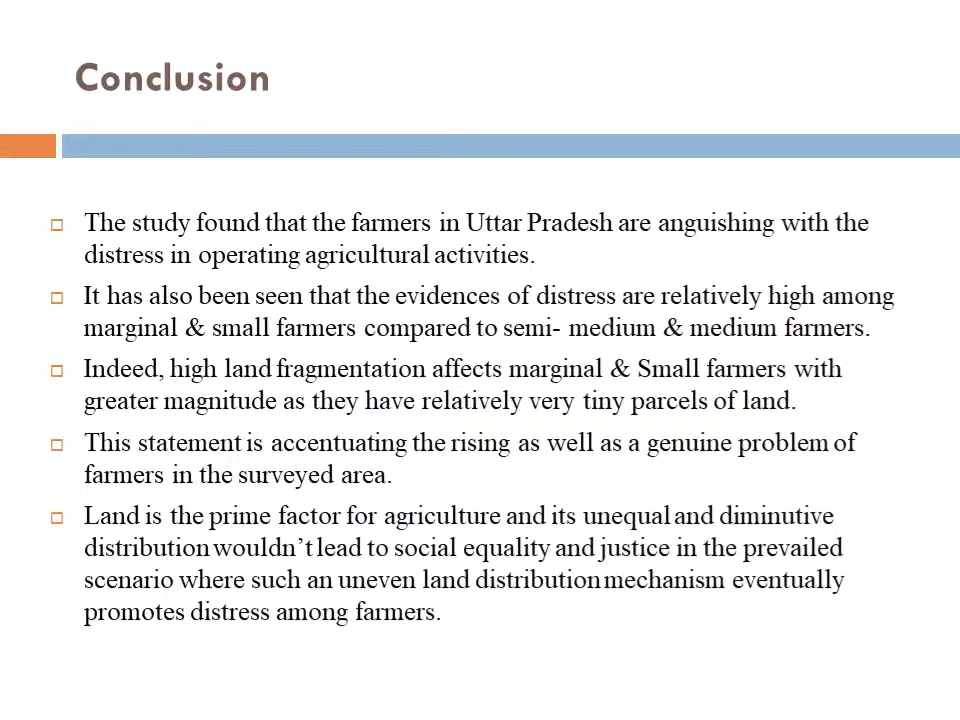 Conclusion
The study found that the farmers in Uttar Pradesh are anguishing with the
distress in operating agricultural activities.
It has also been seen that the evidences of distress are relatively high among
marginal & small farmers compared to semi- medium & medium farmers.
Indeed, high land fragmentation affects marginal & Small farmers with
greater magnitude as they have relatively very tiny parcels of land.
This statement is accentuating the rising as well as a genuine problem of
farmers in the surveyed area.
Land is the prime factor for agriculture and its unequal and diminutive
distribution wouldn’t lead to social equality and justice in the prevailed
scenario where such an uneven land distribution mechanism eventually
promotes distress among farmers.